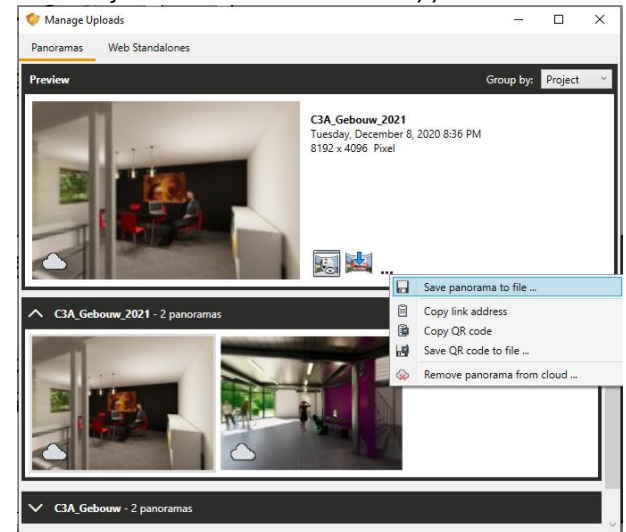 Manage Uploads
Panoramas Web Standalones
Preview Group by: Project
C3A_Gebouw_2021
Tuesday, December 8, 2020 8:36 PM
8192 x 4096 Pixel
...
Save panorama to file ...
Copy link address
Copy QR code
Save QR code to file ...
Remove panorama from cloud ...
C3A_Gebouw_2021 - 2 panoramas
C3A_Gebouw - 2 panoramas